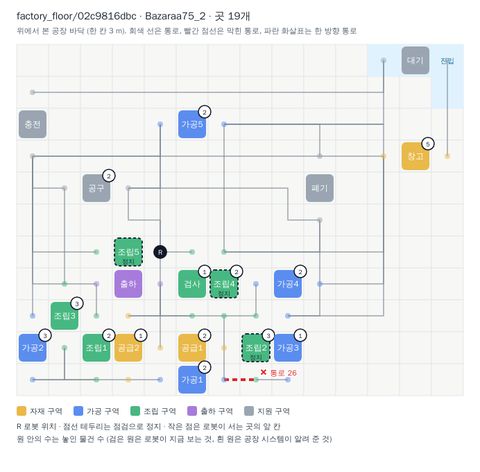 factory_floor/02c9816dbc · Bazaraa75_2 · 곳 19개
위에서 본 공장 바닥 (한 칸 3 m). 회색 선은 통로, 빨간 점선은 막힌 통로, 파란 화살표는 한 방향 통로
대기
충전
가공5
2
창고
5
공구
2
폐기
조립5
정지
R
출하
검사
1
조립4
정지
2
가공4
2
조립3
3
가공2
3
조립1
2
공급2
1
공급1
2
조립2
정지
3
가공3
1
가공1
2
✕ 통로 26
자재 구역
가공 구역
조립 구역
출하 구역
지원 구역
R 로봇 위치 · 점선 테두리는 점검으로 정지 · 작은 점은 로봇이 서는 곳의 앞 칸
원 안의 수는 놓인 물건 수 (검은 원은 로봇이 지금 보는 것, 흰 원은 공장 시스템이 알려 준 것)